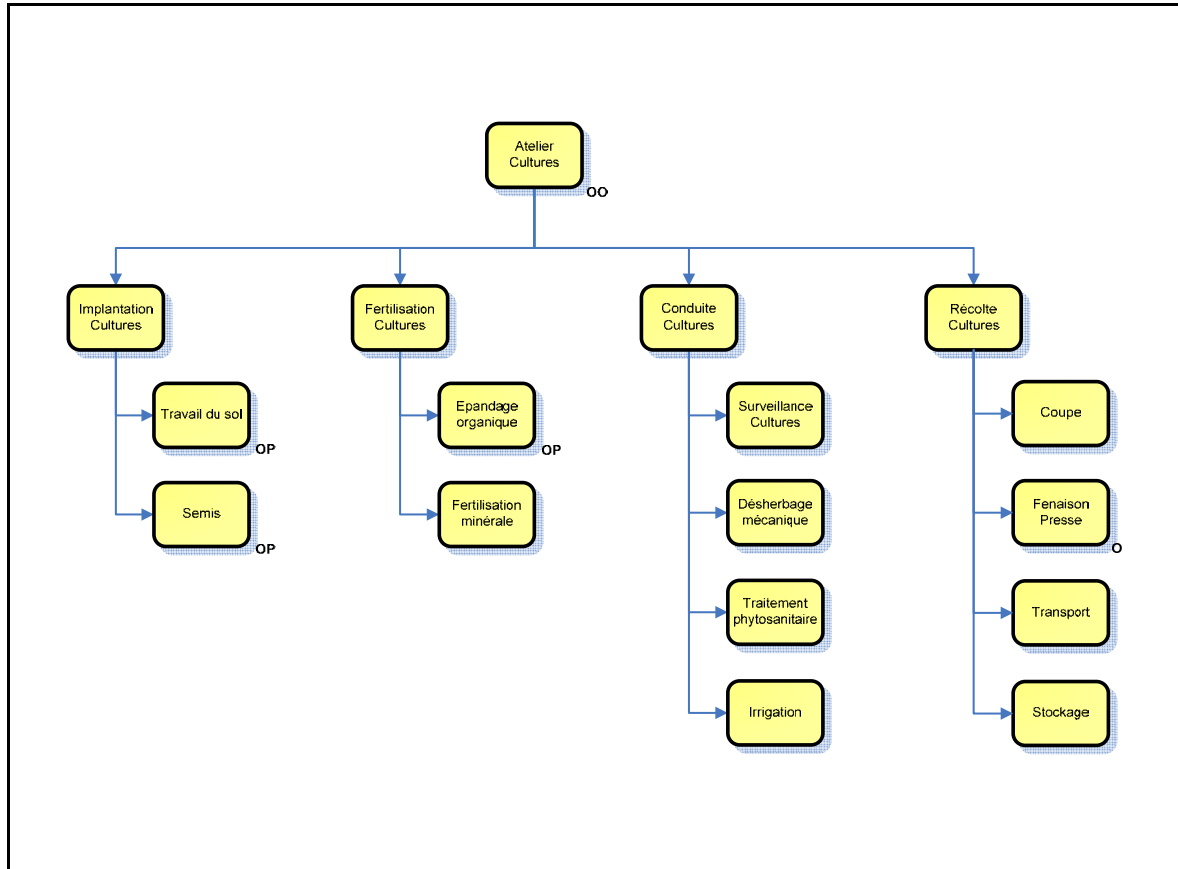 Atelier
Cultures
OO
Implantation
Cultures
Fertilisation
Cultures
Conduite
Cultures
Récolte
Cultures
Travail du sol
OP
Semis
OP
Epandage
organique
OP
Fertilisation
minérale
Surveillance
Cultures
Désherbage
mécanique
Traitement
phytosanitaire
Irrigation
Coupe
Fenaison
Presse
O
Transport
Stockage